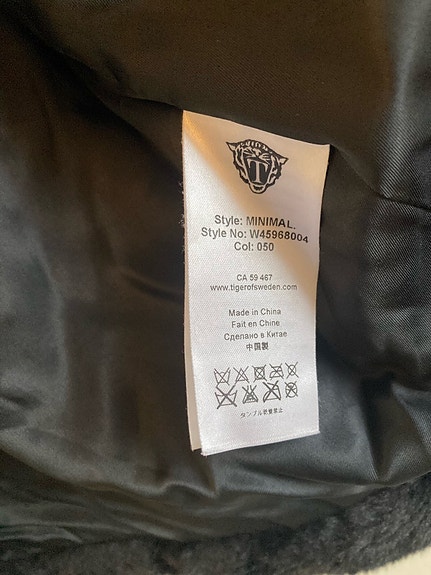 T
Style: MINIMAL.
Style No: W45968004
Col: 050
CA 59 467
www.tigerofsweden.com
Made in China
Fait en Chine
Сделано в Китае
中国製
タンブル乾燥禁止